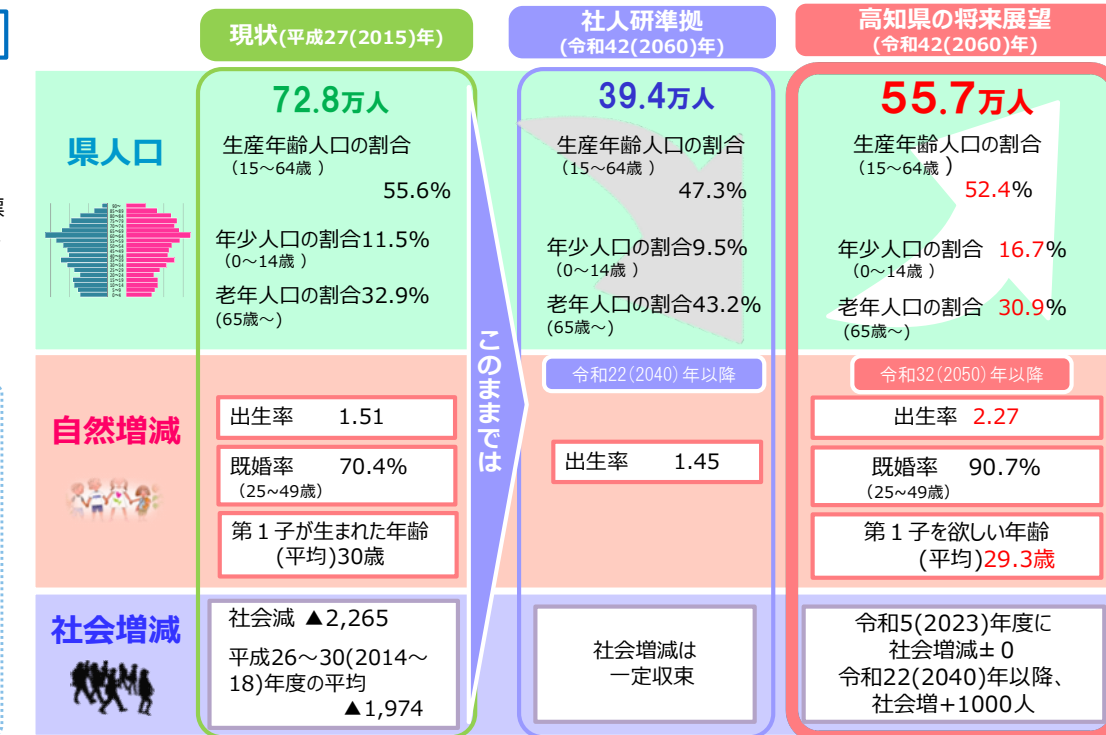 現状(平成27(2015)年)
社人研準拠
(令和42(2060)年)
高知県の将来展望
(令和42(2060)年)
県人口
72.8万人
生産年齢人口の割合
(15～64歳 )
55.6%
年少人口の割合11.5%
(0～14歳 )
老年人口の割合32.9%
(65歳～)
39.4万人
生産年齢人口の割合
(15～64歳 )
47.3%
年少人口の割合9.5%
(0～14歳 )
老年人口の割合43.2%
(65歳～)
55.7万人
生産年齢人口の割合
(15～64歳 )
52.4%
年少人口の割合 16.7%
(0～14歳 )
老年人口の割合 30.9%
(65歳～)
このままでは
自然増減
出生率 1.51
既婚率 70.4%
(25~49歳)
第１子が生まれた年齢
(平均)30歳
令和22(2040)年以降
出生率 1.45
令和32(2050)年以降
出生率 2.27
既婚率 90.7%
(25~49歳)
第１子を欲しい年齢
(平均)29.3歳
社会増減
社会減 ▲2,265
平成26～30(2014～
18)年度の平均
▲1,974
社会増減は
一定収束
令和5(2023)年度に
社会増減±０
令和22(2040)年以降、
社会増+1000人